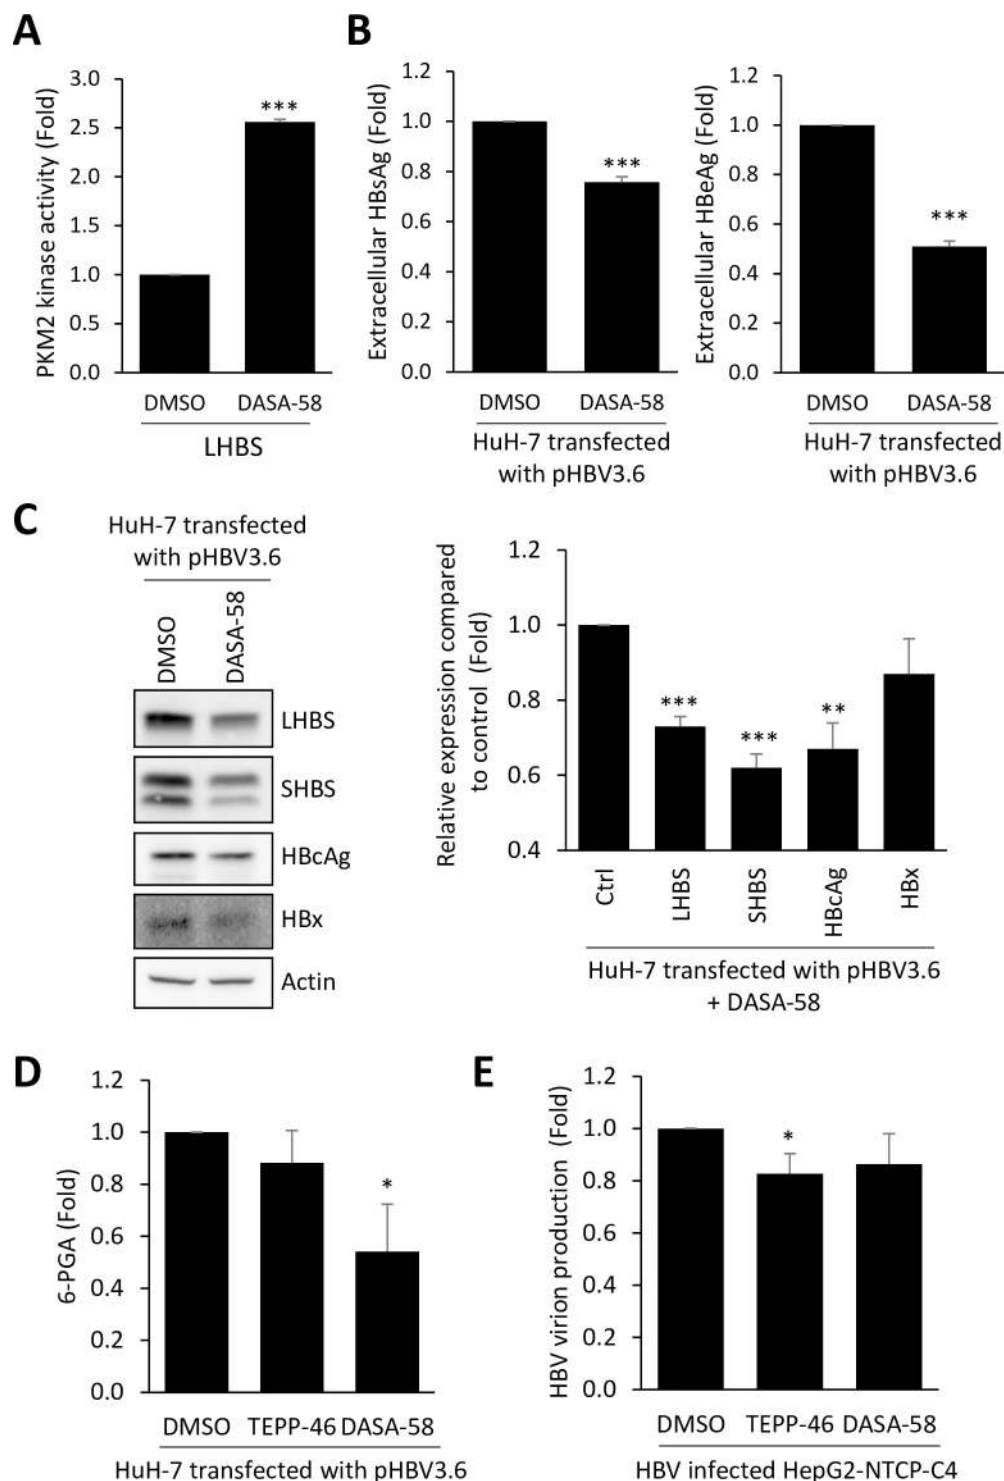 A
PKM2 kinase activity (Fold)
3.0
2.5
2.0
1.5
1.0
0.5
0.0
***
DMSO DASA-58
LHBS
B
Extracellular HBsAg (Fold)
1.2
1.0
0.8
0.6
0.4
0.2
0.0
***
DMSO DASA-58
HuH-7 transfected
with pHBV3.6
Extracellular HBeAg (Fold)
1.2
1.0
0.8
0.6
0.4
0.2
0.0
***
DMSO DASA-58
HuH-7 transfected
with pHBV3.6
C
HuH-7 transfected
with pHBV3.6
DMSO
DASA-58
LHBS
SHBS
HBcAg
HBx
Actin
Relative expression compared
to control (Fold)
1.2
1.0
0.8
0.6
0.4
***
***
**
Ctrl
LHBS
SHBS
HBcAg
HBx
HuH-7 transfected with pHBV3.6
+ DASA-58
D
6-PGA (Fold)
1.2
1.0
0.8
0.6
0.4
0.2
0.0
*
DMSO TEPP-46 DASA-58
HuH-7 transfected with pHBV3.6
E
HBV virion production (Fold)
1.2
1.0
0.8
0.6
0.4
0.2
0.0
*
DMSO TEPP-46 DASA-58
HBV infected HepG2-NTCP-C4